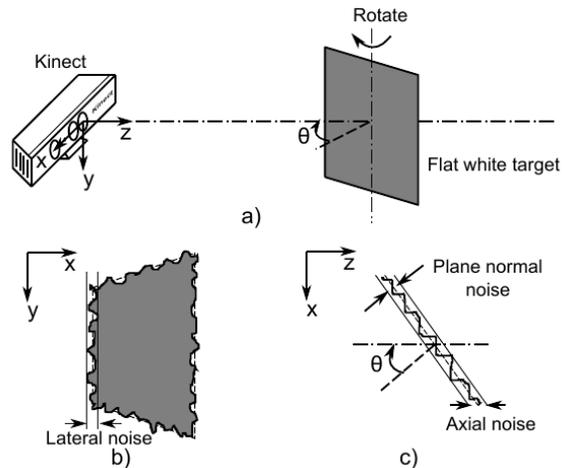 Rotate
Kinect
Kinect
x
z
y
θ
Flat white target
a)
x
y
Lateral noise
b)
z
x
Plane normal
noise
θ
Axial noise
c)